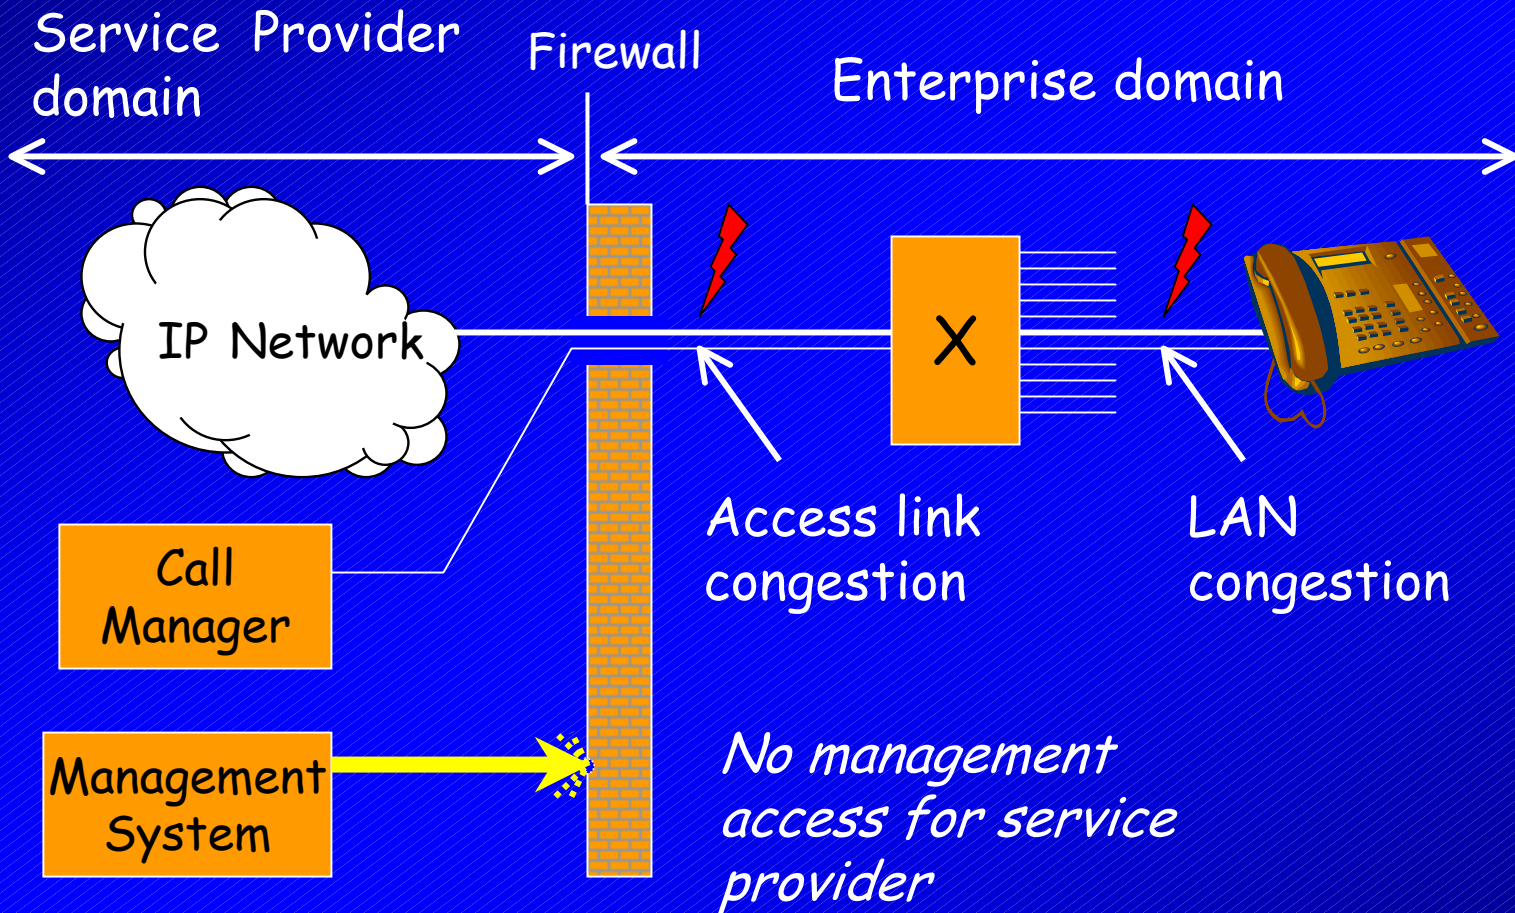 Service Provider
domain
Firewall
Enterprise domain
IP Network
X
Access link
congestion
LAN
congestion
Call
Manager
Management
System
No management
access for service
provider